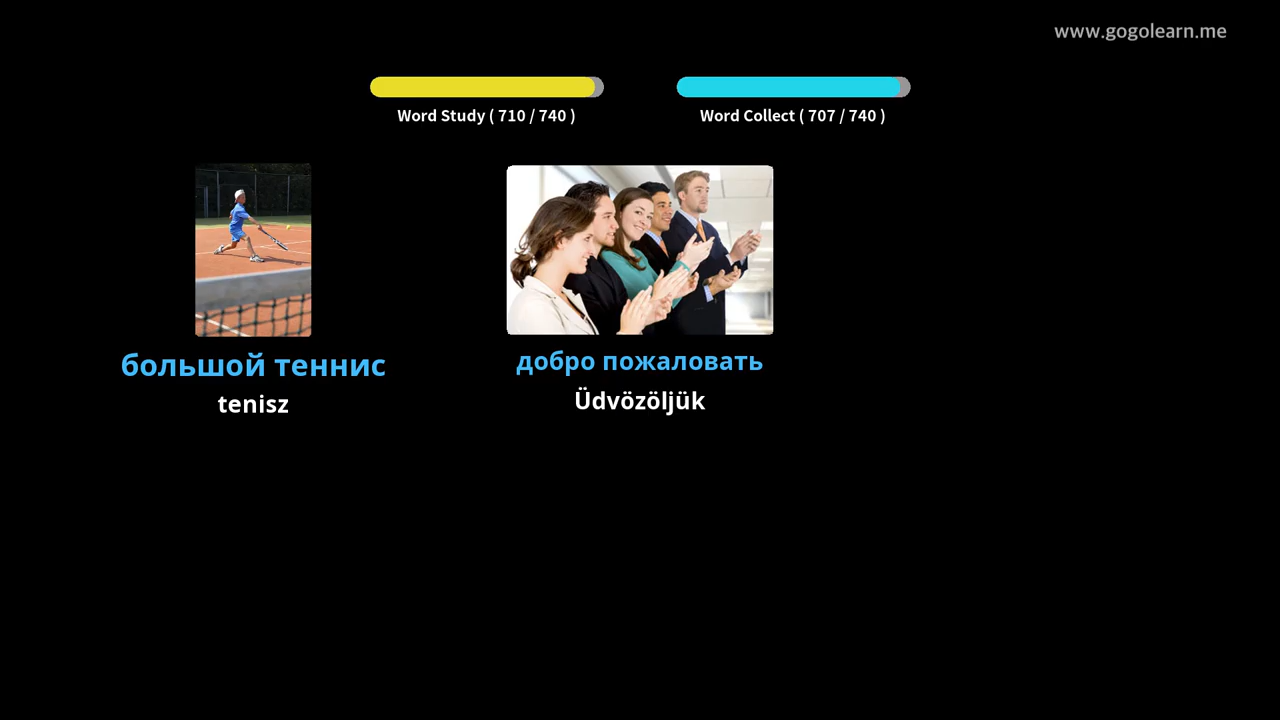 www.gogolearn.me
Word Study ( 710 / 740 )
Word Collect ( 707 / 740 )
большой теннис
tenisz
добро пожаловать
Üdvözöljük